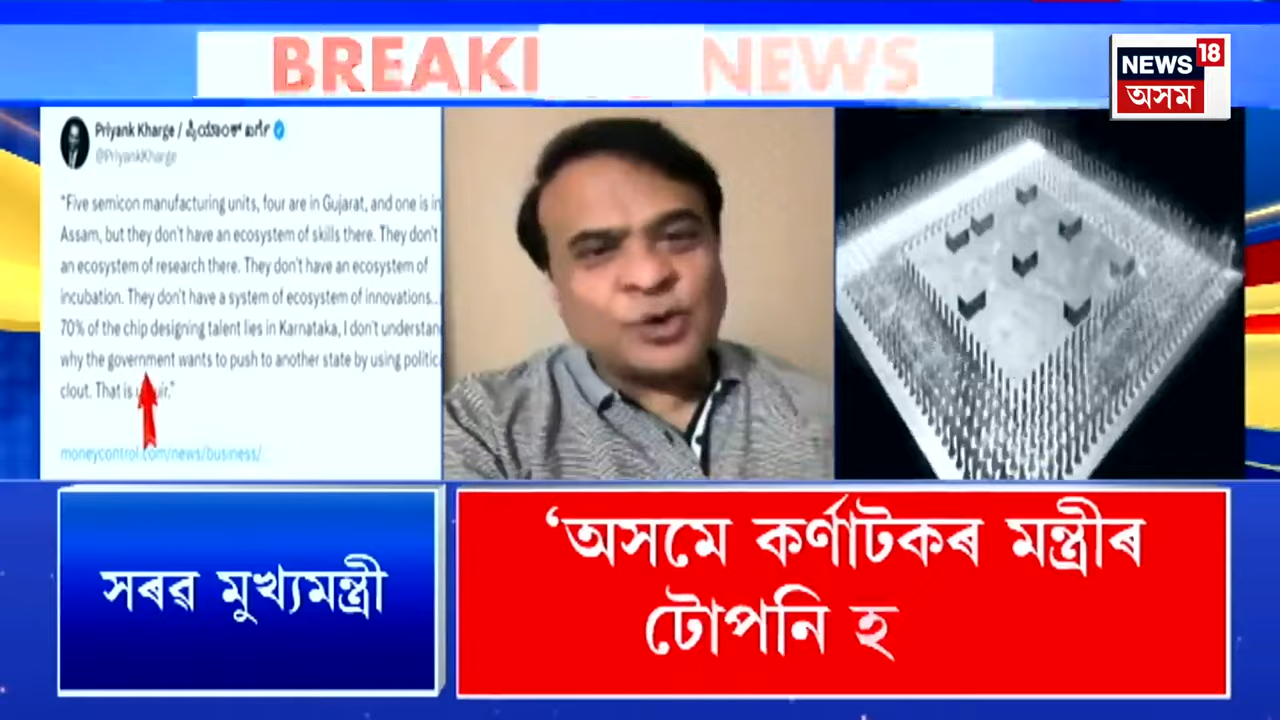 BREAKI NEWS
NEWS 18
অসম
Priyank Kharge / ಪ್ರಿಯಾಂಕ್ ಖರ್ಗೆ
@PriyankKharge
"Five semicon manufacturing units, four are in Gujarat, and one is in
Assam, but they don't have an ecosystem of skills there. They don't
an ecosystem of research there. They don't have an ecosystem of
incubation. They don't have a system of ecosystem of innovations..
70% of the chip designing talent lies in Karnataka, I don't understan
why the government wants to push to another state by using politic
clout. That is
moneycontrol.com/news/business/..
সৰৱ মুখ্যমন্ত্ৰী
‘অসমে কৰ্ণাটকৰ মন্ত্ৰীৰ
টোপনি হ